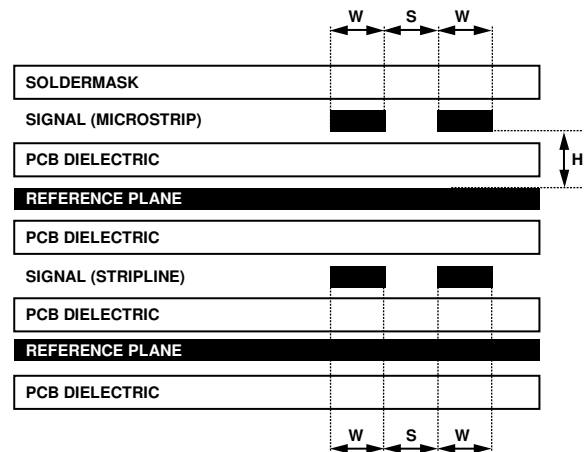 W S W
SOLDERMASK
SIGNAL (MICROSTRIP)
H
PCB DIELECTRIC
REFERENCE PLANE
PCB DIELECTRIC
SIGNAL (STRIPLINE)
PCB DIELECTRIC
REFERENCE PLANE
PCB DIELECTRIC
W S W